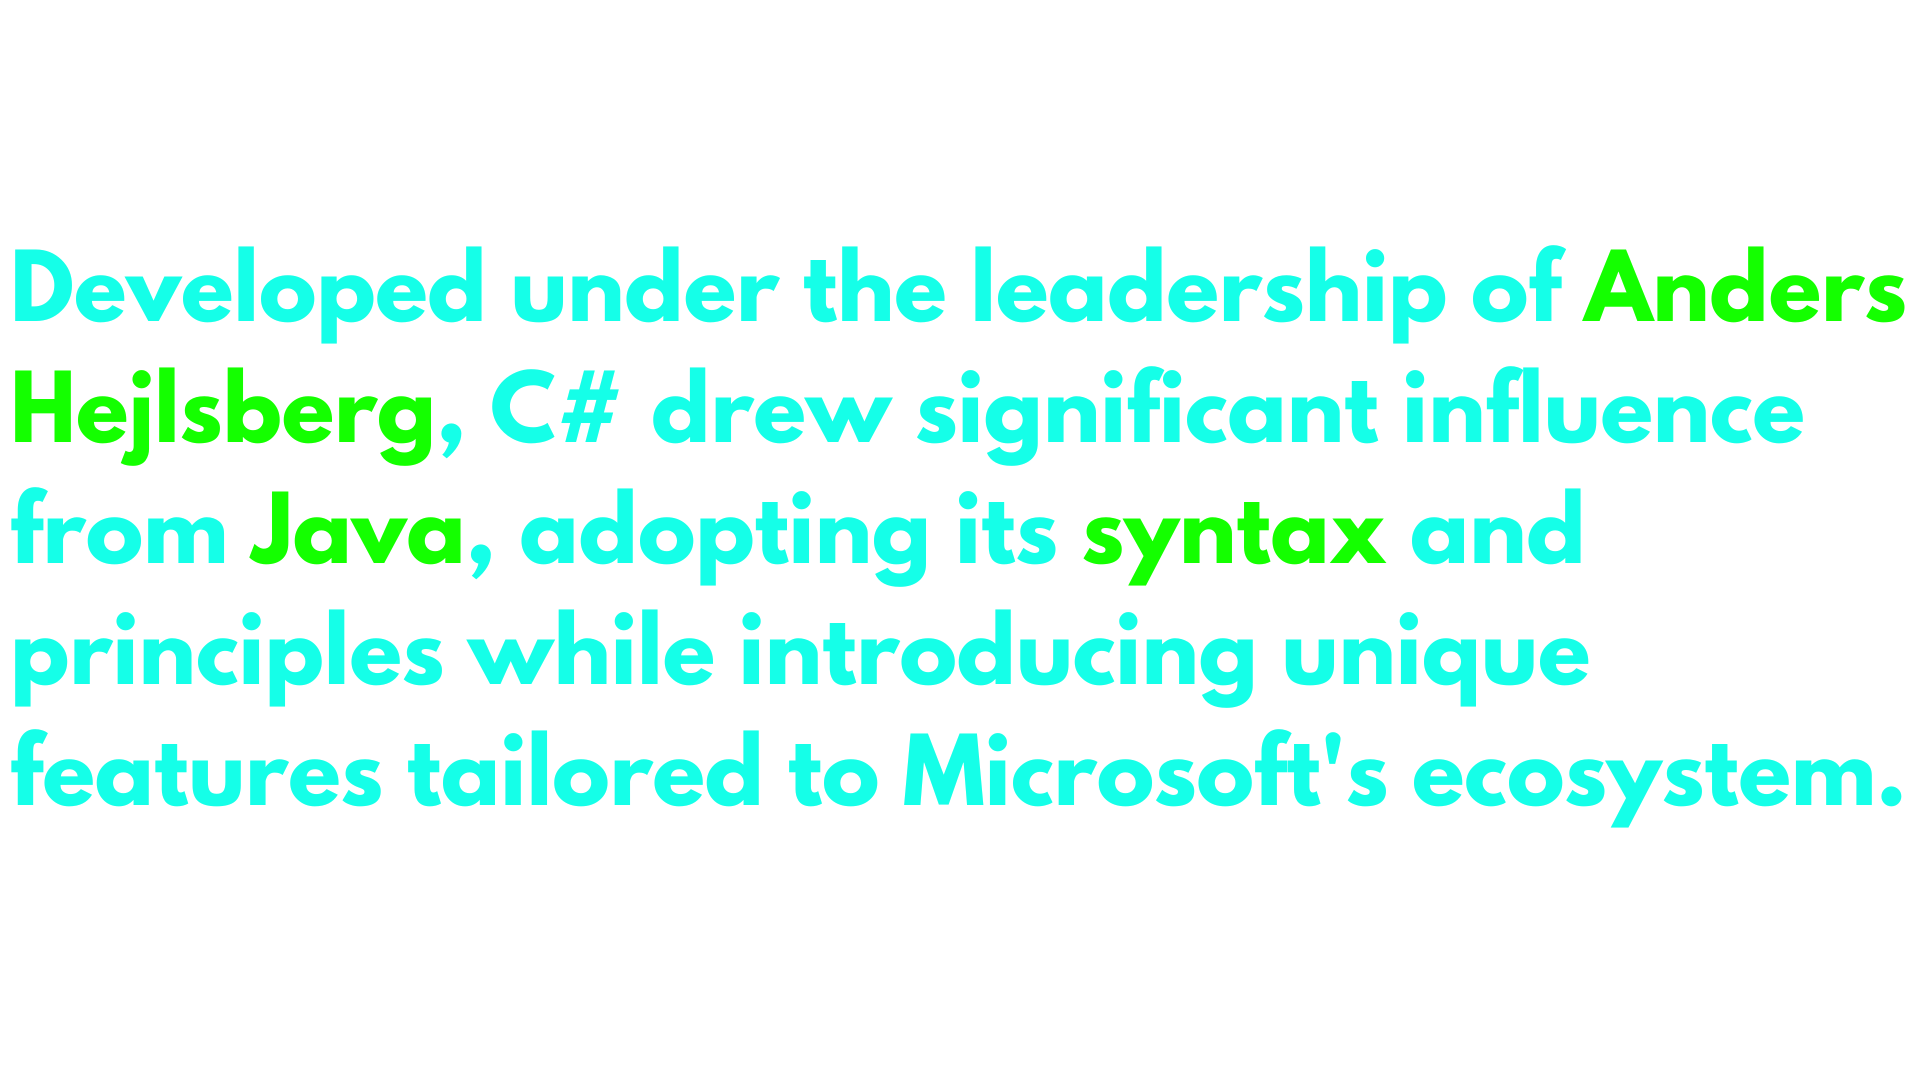 Developed under the leadership of Anders
Hejlsberg, C# drew significant influence
from Java, adopting its syntax and
principles while introducing unique
features tailored to Microsoft's ecosystem.